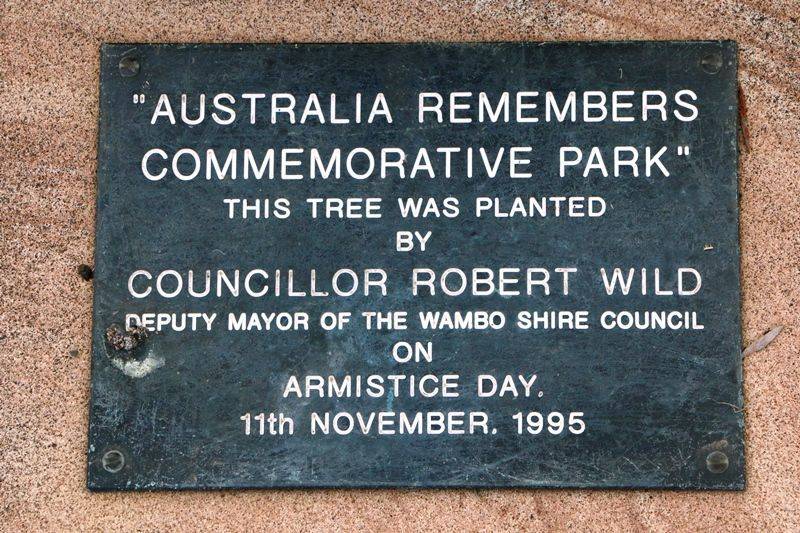 "AUSTRALIA REMEMBERS
COMMEMORATIVE PARK"
THIS TREE WAS PLANTED
BY
COUNCILLOR ROBERT WILD
DEPUTY MAYOR OF THE WAMBO SHIRE COUNCIL
ON
ARMISTICE DAY.
11th NOVEMBER. 1995